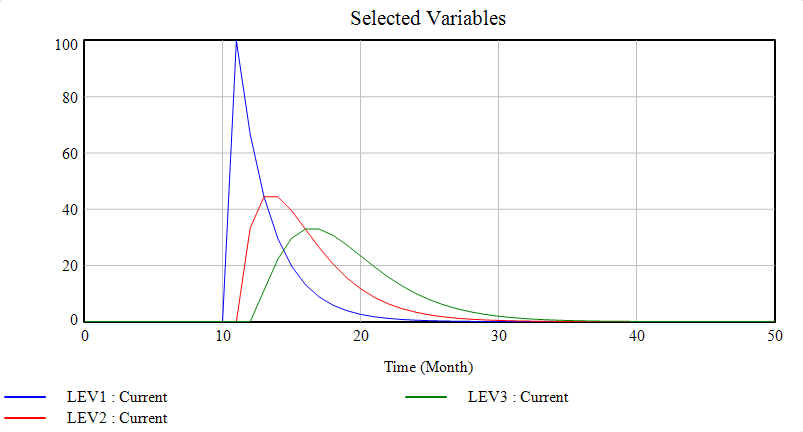 Selected Variables
100
80
60
40
20
0
0 10 20 30 40 50
Time (Month)
LEV1 : Current LEV3 : Current
LEV2 : Current